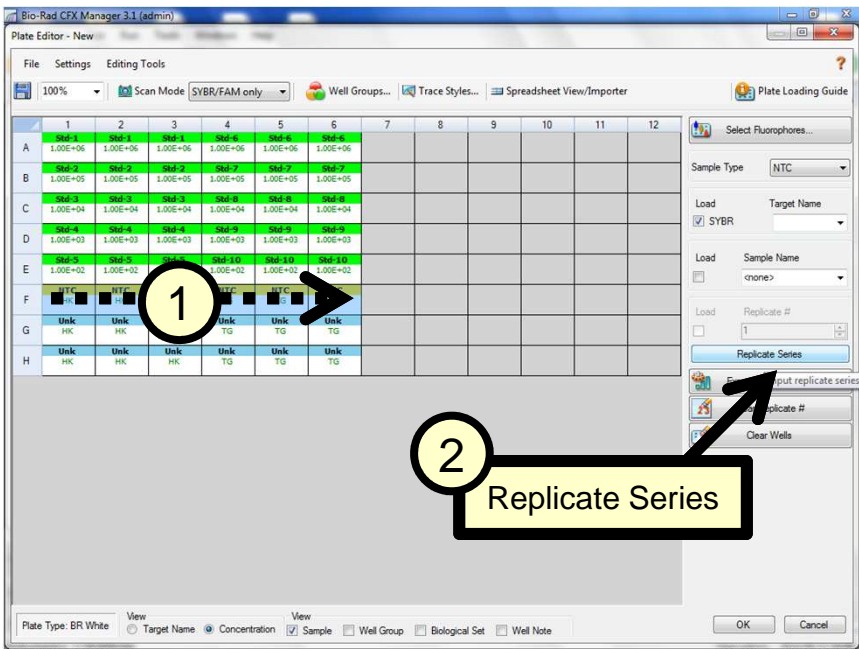 Bio-Rad CFX Manager 3.1 (admin)
Plate Editor - New
File Settings Editing Tools ?
100% Scan Mode SYBR/FAM only Well Groups... Trace Styles... Spreadsheet View/Importer Plate Loading Guide
1 2 3 4 5 6 7 8 9 10 11 12
Std-1 Std-1 Std-1 Std-6 Std-6 Std-6
A 1.00E+06 1.00E+06 1.00E+06 1.00E+06 1.00E+06 1.00E+06
Std-2 Std-2 Std-2 Std-7 Std-7 Std-7
B 1.00E+05 1.00E+05 1.00E+05 1.00E+05 1.00E+05 1.00E+05
Std-3 Std-3 Std-3 Std-8 Std-8 Std-8
C 1.00E+04 1.00E+04 1.00E+04 1.00E+04 1.00E+04 1.00E+04
Std-4 Std-4 Std-4 Std-9 Std-9 Std-9
D 1.00E+03 1.00E+03 1.00E+03 1.00E+03 1.00E+03 1.00E+03
Std-5 Std-5 Std-5 Std-10 Std-10 Std-10
E 1.00E+02 1.00E+02 1.00E+02 1.00E+02
NTC NTC NTC NTC
F HK
1
Unk Unk Unk Unk Unk
G HK HK TG TG TG
Unk Unk Unk Unk Unk Unk
H HK HK HK TG TG TG
Select Fluorophores...
Sample Type NTC
Load Target Name
SYBR
Load Sample Name
<none>
Load Replicate #
1
Replicate Series
input replicate series
Replicate #
Clear Wells
2
Replicate Series
Plate Type: BR White
View
Target Name Concentration
View
Sample Well Group Biological Set Well Note
OK Cancel